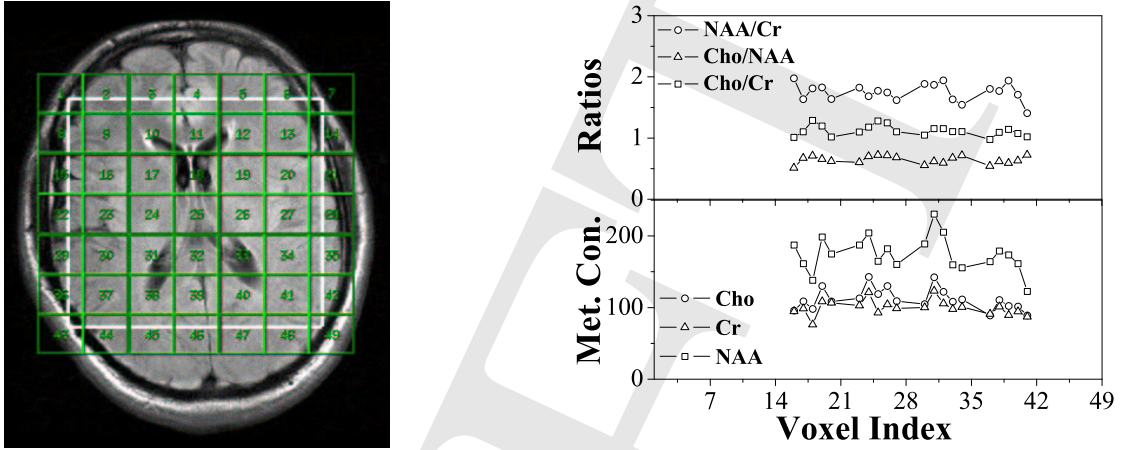 1 2 3 4 5 6 7
8 9 10 11 12 13 14
15 16 17 18 19 20 21
22 23 24 25 26 27 28
29 30 31 32 33 34 35
36 37 38 39 40 41 42
43 44 45 46 47 48 49
3
NAA/Cr
Cho/NAA
2
Cho/Cr
Ratios
1
0
200
Met. Con.
100
Cho
Cr
NAA
0
7 14 21 28 35 42 49
Voxel Index